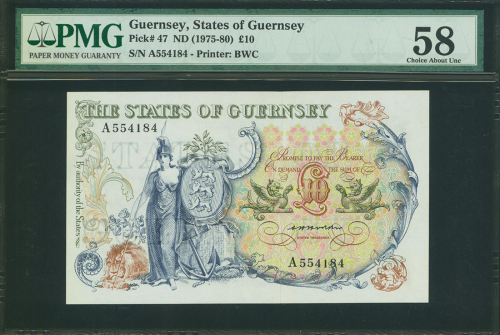 PMG
PAPER MONEY GUARANTY
Guernsey, States of Guernsey
Pick# 47 ND (1975-80) £10
S/N A554184 - Printer: BWC
58
Choice About Unc
THE STATES OF GUERNSEY
A554184
By authority of the States.
PROMISE TO PAY THE BEARER
ON DEMAND THE SUM OF
£10
A554184